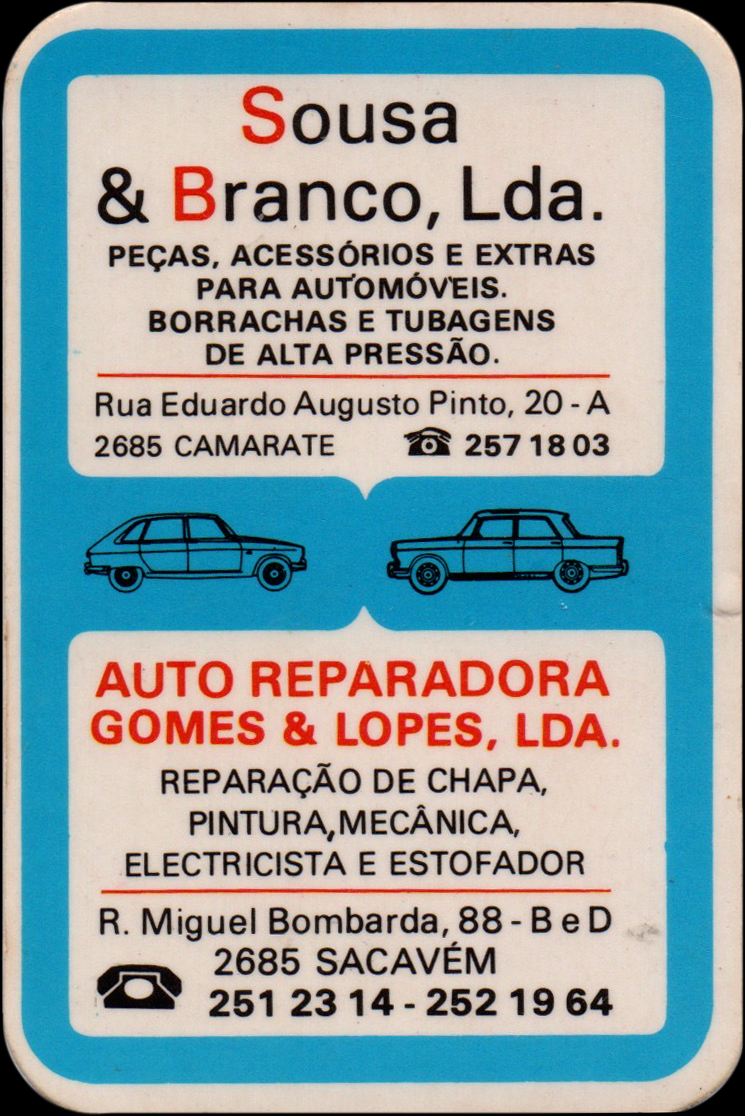 Sousa
& Branco, Lda.
PEÇAS, ACESSÓRIOS E EXTRAS
PARA AUTOMÓVEIS.
BORRACHAS E TUBAGENS
DE ALTA PRESSÃO.
Rua Eduardo Augusto Pinto, 20 - A
2685 CAMARATE ☎ 257 18 03
AUTO REPARADORA
GOMES & LOPES, LDA.
REPARAÇÃO DE CHAPA,
PINTURA, MECÂNICA,
ELECTRICISTA E ESTOFADOR
R. Miguel Bombarda, 88 - B e D
2685 SACAVÉM
251 23 14 - 252 19 64